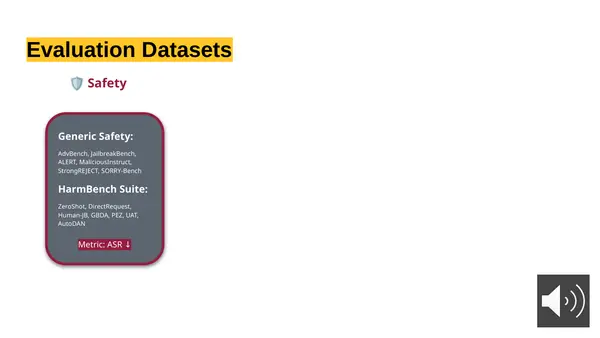 Evaluation Datasets
🛡️ Safety
Generic Safety:
AdvBench, JailbreakBench,
ALERT, MaliciousInstruct,
StrongREJECT, SORRY-Bench
HarmBench Suite:
ZeroShot, DirectRequest,
Human-JB, GBDA, PEZ, UAT,
AutoDAN
Metric: ASR ↓